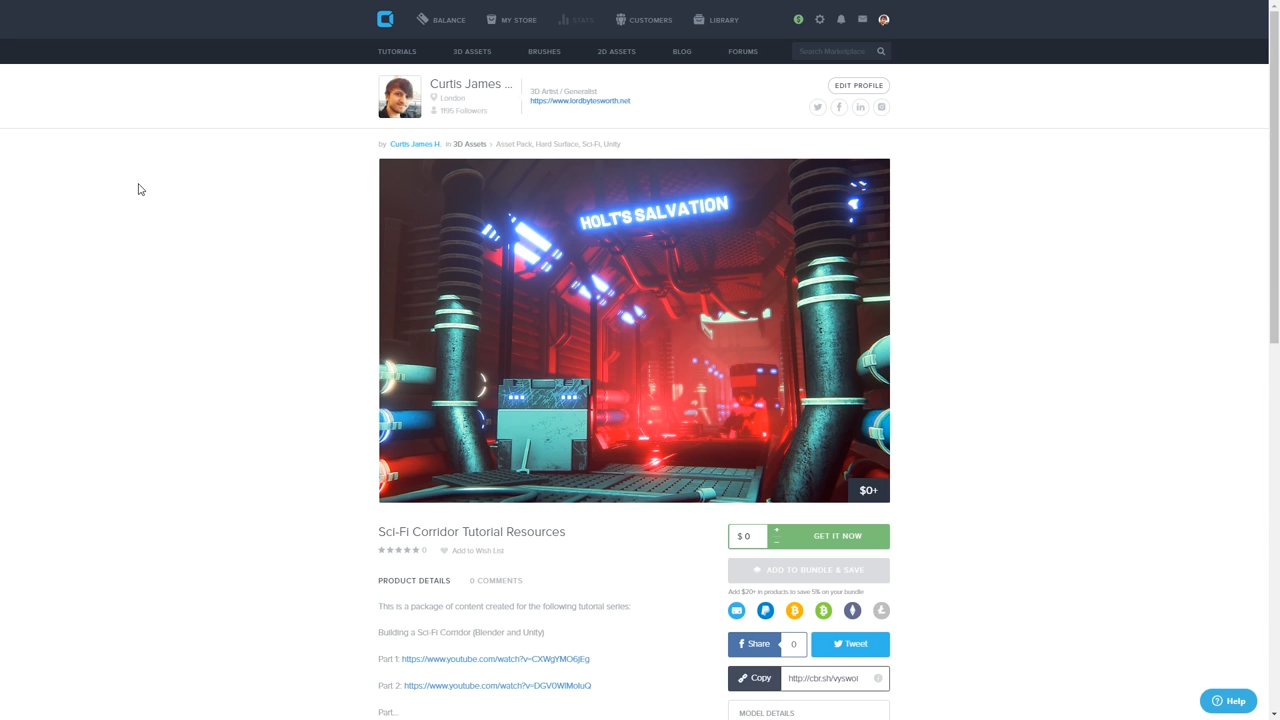 BALANCE MY STORE STATS CUSTOMERS LIBRARY
TUTORIALS 3D ASSETS BRUSHES 2D ASSETS BLOG FORUMS Search Marketplace
Curtis James ...
London
1195 Followers
3D Artist / Generalist
https://www.lordbytesworth.net
EDIT PROFILE
by Curtis James H. in 3D Assets › Asset Pack, Hard Surface, Sci-Fi, Unity
HOLT'S SALVATION
$0+
Sci-Fi Corridor Tutorial Resources
0 Add to Wish List
PRODUCT DETAILS 0 COMMENTS
This is a package of content created for the following tutorial series:
Building a Sci-Fi Corridor (Blender and Unity)
Part 1: https://www.youtube.com/watch?v=CXWgYMO6jEg
Part 2: https://www.youtube.com/watch?v=DGV0WlMoIuQ
Part...
$ 0 + − GET IT NOW
ADD TO BUNDLE & SAVE
Add $20+ in products to save 5% on your bundle
Share 0 Tweet
Copy http://cbr.sh/vyswoi
MODEL DETAILS
Help